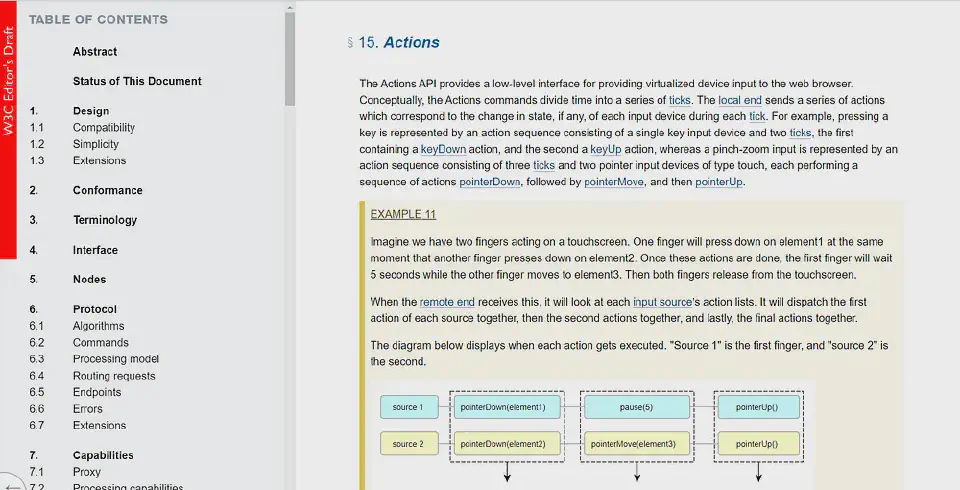 W3C Editor's Draft
TABLE OF CONTENTS
Abstract
Status of This Document
1. Design
1.1 Compatibility
1.2 Simplicity
1.3 Extensions
2. Conformance
3. Terminology
4. Interface
5. Nodes
6. Protocol
6.1 Algorithms
6.2 Commands
6.3 Processing model
6.4 Routing requests
6.5 Endpoints
6.6 Errors
6.7 Extensions
7. Capabilities
7.1 Proxy
7.2 Processing capabilities
§ 15. Actions
The Actions API provides a low-level interface for providing virtualized device input to the web browser.
Conceptually, the Actions commands divide time into a series of ticks. The local end sends a series of actions
which correspond to the change in state, if any, of each input device during each tick. For example, pressing a
key is represented by an action sequence consisting of a single key input device and two ticks, the first
containing a keyDown action, and the second a keyUp action, whereas a pinch-zoom input is represented by an
action sequence consisting of three ticks and two pointer input devices of type touch, each performing a
sequence of actions pointerDown, followed by pointerMove, and then pointerUp.
EXAMPLE 11
Imagine we have two fingers acting on a touchscreen. One finger will press down on element1 at the same
moment that another finger presses down on element2. Once these actions are done, the first finger will wait
5 seconds while the other finger moves to element3. Then both fingers release from the touchscreen.
When the remote end receives this, it will look at each input source's action lists. It will dispatch the first
action of each source together, then the second actions together, and lastly, the final actions together.
The diagram below displays when each action gets executed. "Source 1" is the first finger, and "source 2" is
the second.
source 1 pointerDown(element1) pause(5) pointerUp()
source 2 pointerDown(element2) pointerMove(element3) pointerUp()